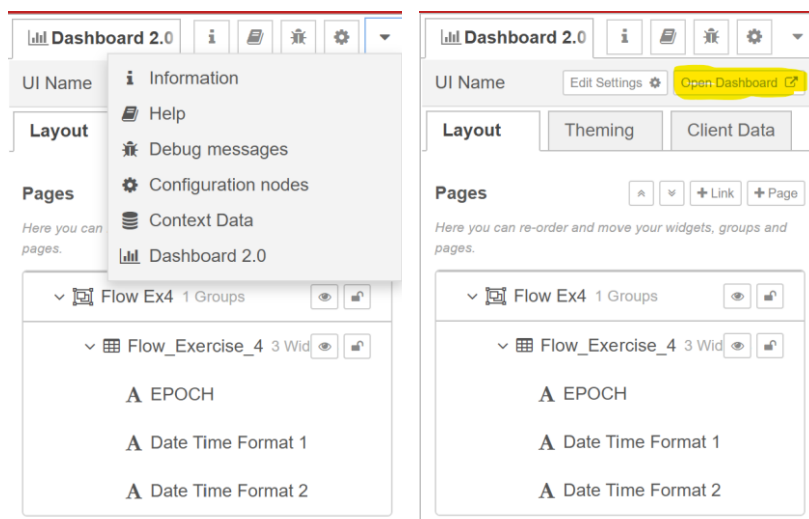 Dashboard 2.0
UI Name
Information
Help
Debug messages
Configuration nodes
Context Data
Dashboard 2.0
Layout
Pages
Here you can
pages.
Flow Ex4 1 Groups
Flow_Exercise_4 3 Wid
EPOCH
Date Time Format 1
Date Time Format 2
Dashboard 2.0
UI Name Edit Settings Open Dashboard
Layout Theming Client Data
Pages +Link +Page
Here you can re-order and move your widgets, groups and
pages.
Flow Ex4 1 Groups
Flow_Exercise_4 3 Wid
EPOCH
Date Time Format 1
Date Time Format 2